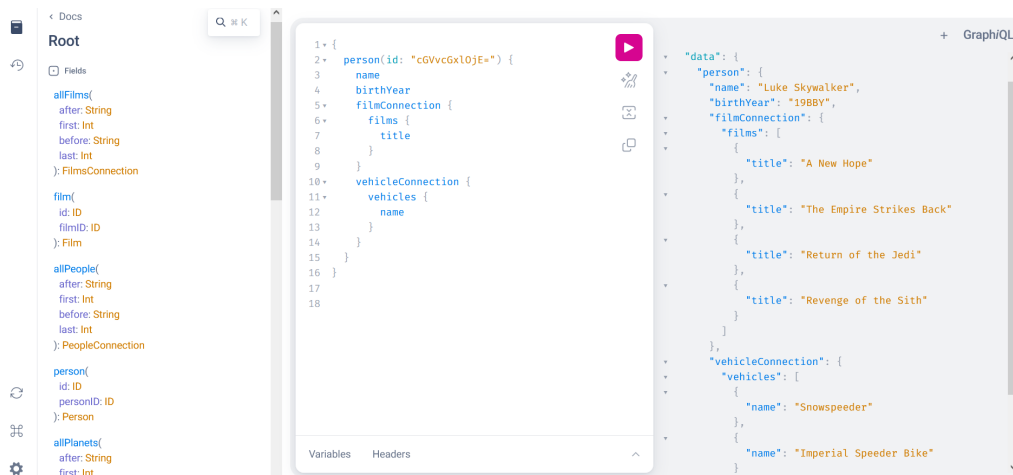 Docs
Root
Fields
allFilms(
after: String
first: Int
before: String
last: Int
): FilmsConnection
film(
id: ID
filmID: ID
): Film
allPeople(
after: String
first: Int
before: String
last: Int
): PeopleConnection
person(
id: ID
personID: ID
): Person
allPlanets(
after: String
first: Int
⌘ K
1 {
2 person(id: "cGVvcGxlOjE=") {
3 name
4 birthYear
5 filmConnection {
6 films {
7 title
8 }
9 }
10 vehicleConnection {
11 vehicles {
12 name
13 }
14 }
15 }
16 }
17
18
Variables Headers
+ GraphiQL
"data": {
"person": {
"name": "Luke Skywalker",
"birthYear": "19BBY",
"filmConnection": {
"films": [
{
"title": "A New Hope"
},
{
"title": "The Empire Strikes Back"
},
{
"title": "Return of the Jedi"
},
{
"title": "Revenge of the Sith"
}
]
},
"vehicleConnection": {
"vehicles": [
{
"name": "Snowspeeder"
},
{
"name": "Imperial Speeder Bike"
}